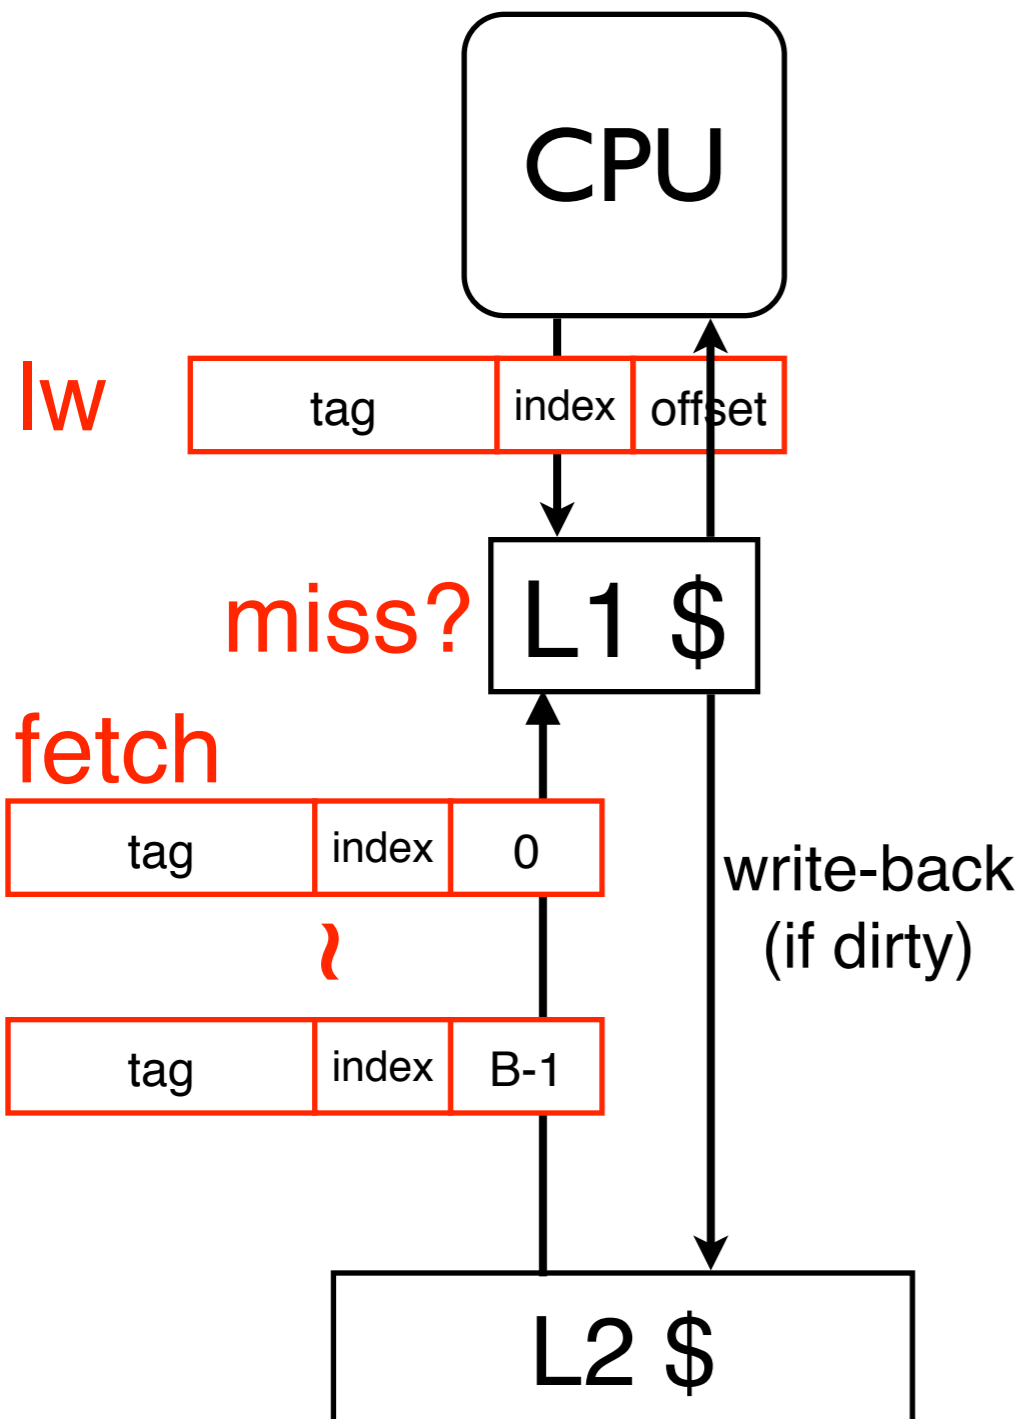 CPU
lw
tag index offset
miss? L1 $
fetch
tag index 0
write-back
(if dirty)
~
tag index B-1
L2 $